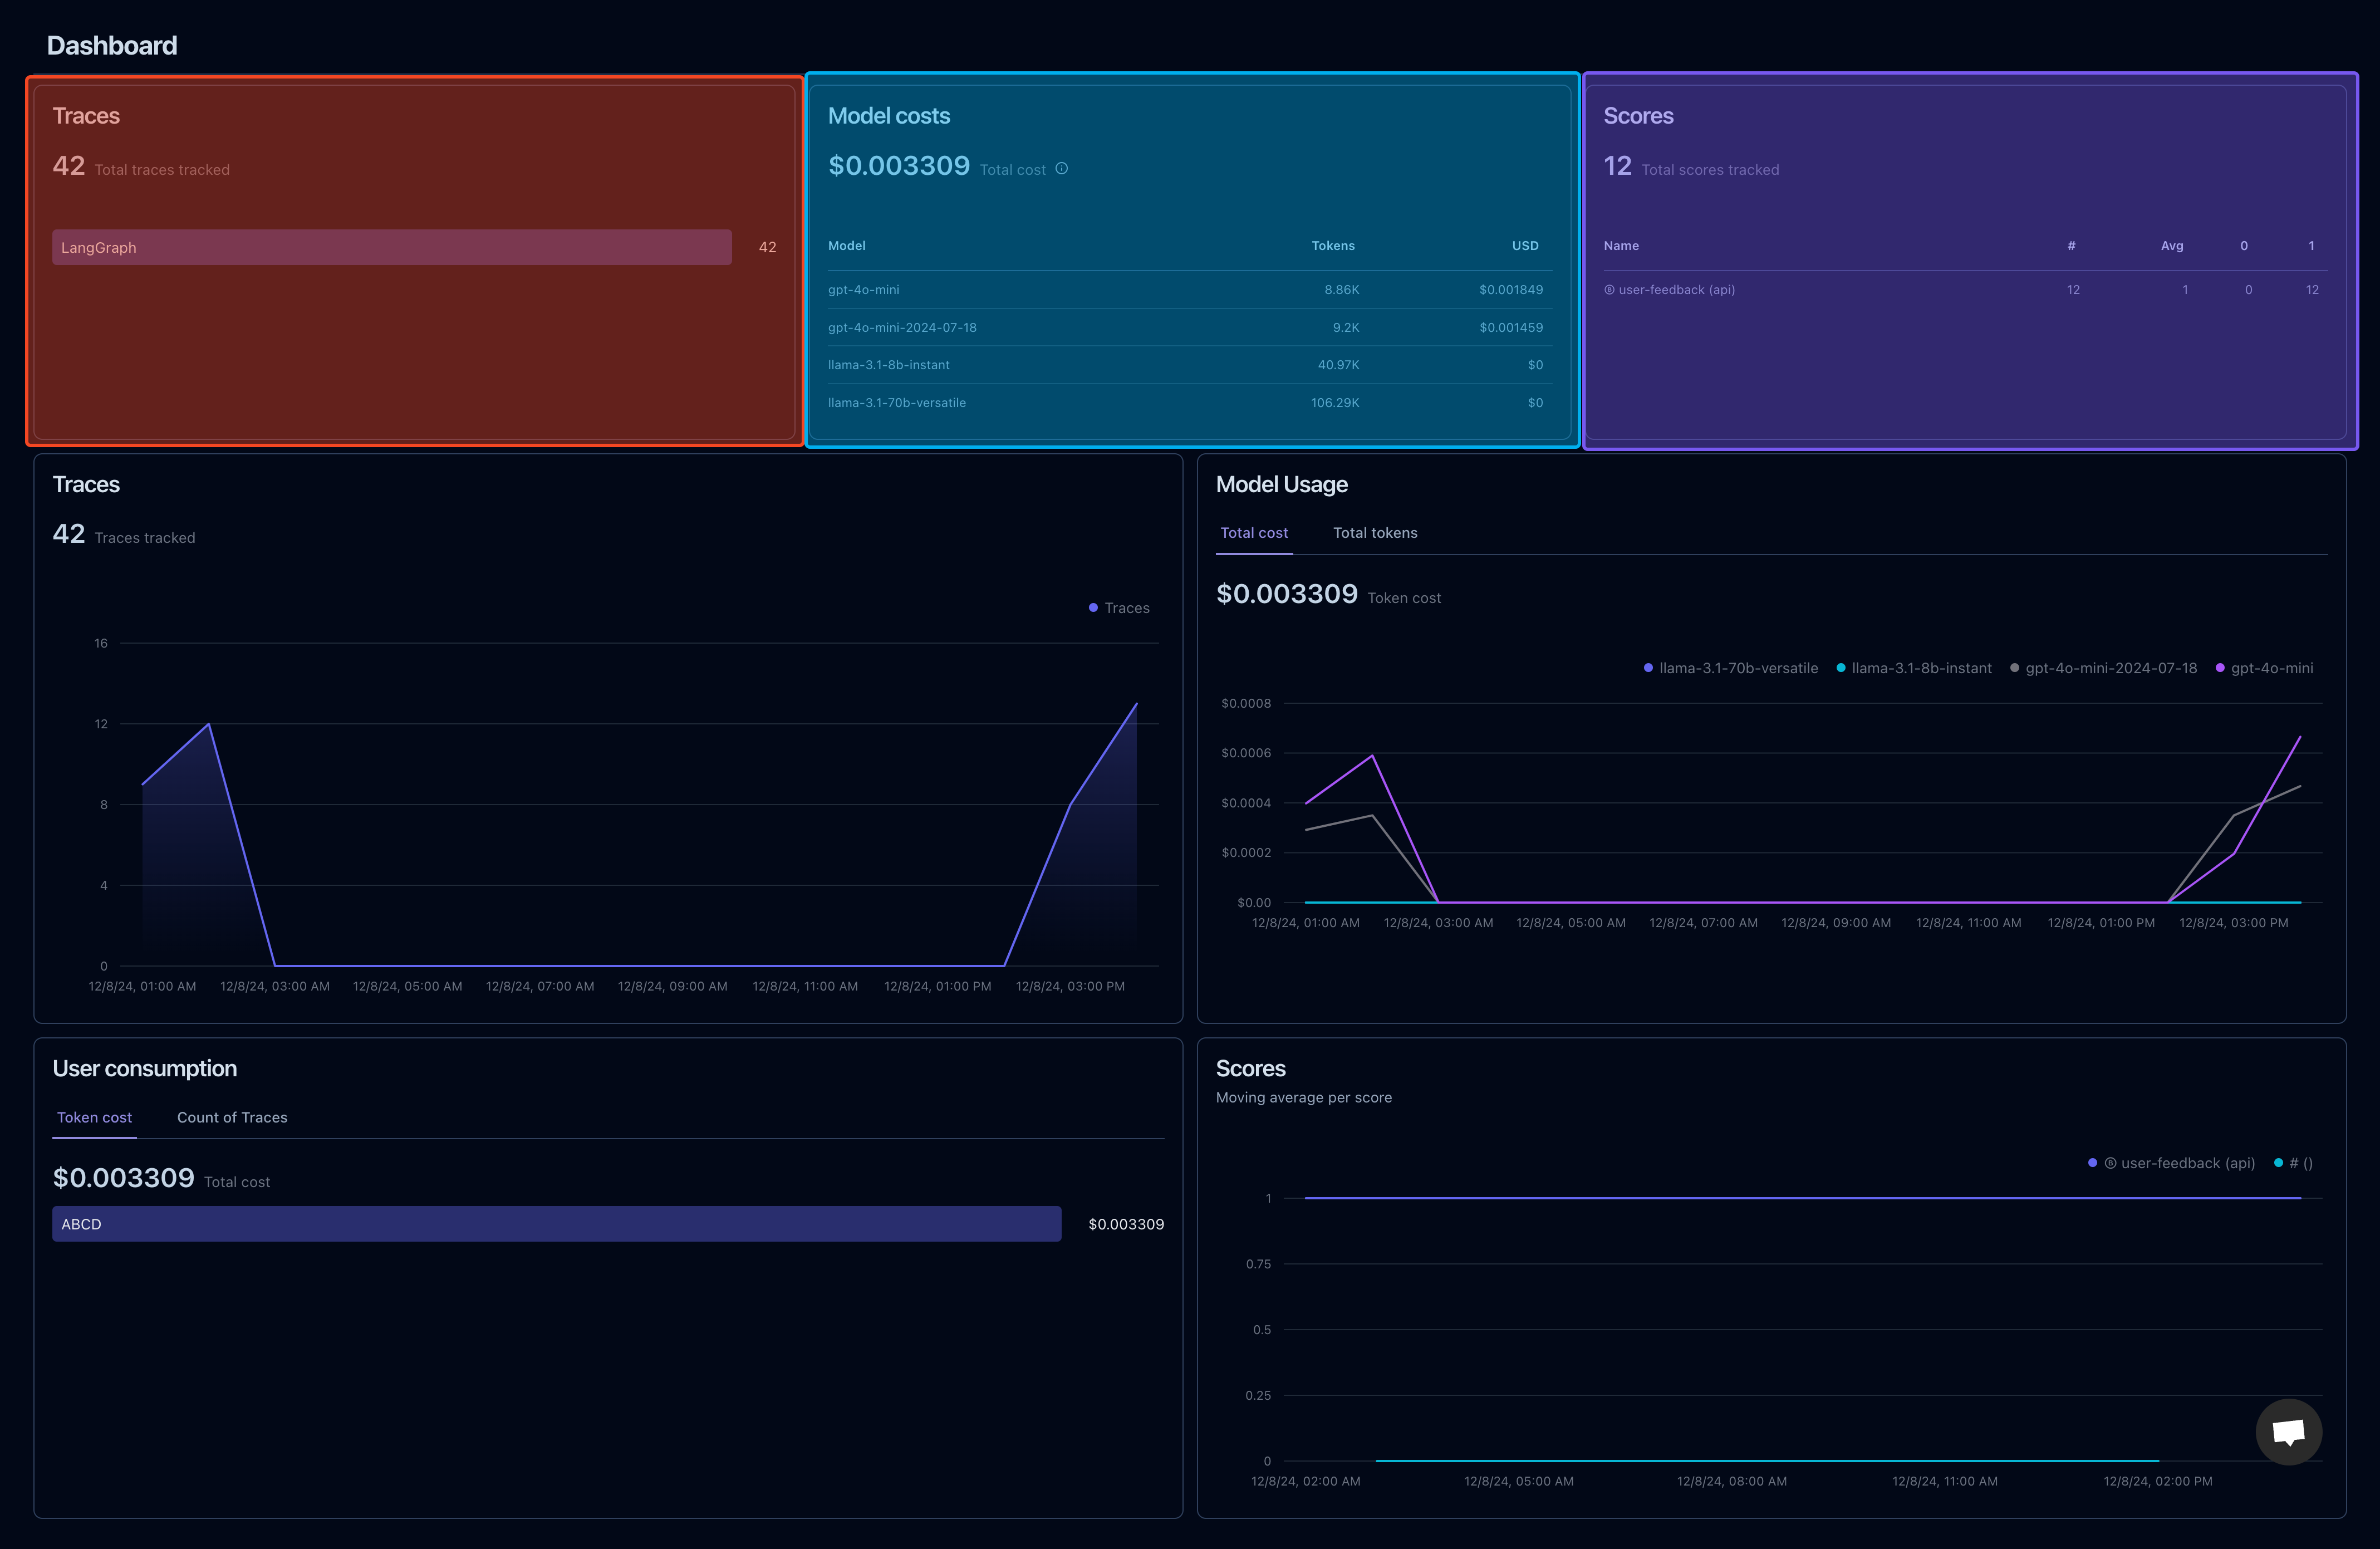 Dashboard
Traces
42 Total traces tracked
LangGraph 42
Model costs
$0.003309 Total cost
Model Tokens USD
gpt-4o-mini 8.86K $0.001849
gpt-4o-mini-2024-07-18 9.2K $0.001459
llama-3.1-8b-instant 40.97K $0
llama-3.1-70b-versatile 106.29K $0
Scores
12 Total scores tracked
Name # Avg 0 1
Ⓑ user-feedback (api) 12 1 0 12
Traces
42 Traces tracked
Traces
16
12
8
4
0
12/8/24, 01:00 AM 12/8/24, 03:00 AM 12/8/24, 05:00 AM 12/8/24, 07:00 AM 12/8/24, 09:00 AM 12/8/24, 11:00 AM 12/8/24, 01:00 PM 12/8/24, 03:00 PM
Model Usage
Total cost Total tokens
$0.003309 Token cost
llama-3.1-70b-versatile llama-3.1-8b-instant gpt-4o-mini-2024-07-18 gpt-4o-mini
$0.0008
$0.0006
$0.0004
$0.0002
$0.00
12/8/24, 01:00 AM 12/8/24, 03:00 AM 12/8/24, 05:00 AM 12/8/24, 07:00 AM 12/8/24, 09:00 AM 12/8/24, 11:00 AM 12/8/24, 01:00 PM 12/8/24, 03:00 PM
User consumption
Token cost Count of Traces
$0.003309 Total cost
ABCD $0.003309
Scores
Moving average per score
Ⓑ user-feedback (api) # ()
1
0.75
0.5
0.25
0
12/8/24, 02:00 AM 12/8/24, 05:00 AM 12/8/24, 08:00 AM 12/8/24, 11:00 AM 12/8/24, 02:00 PM